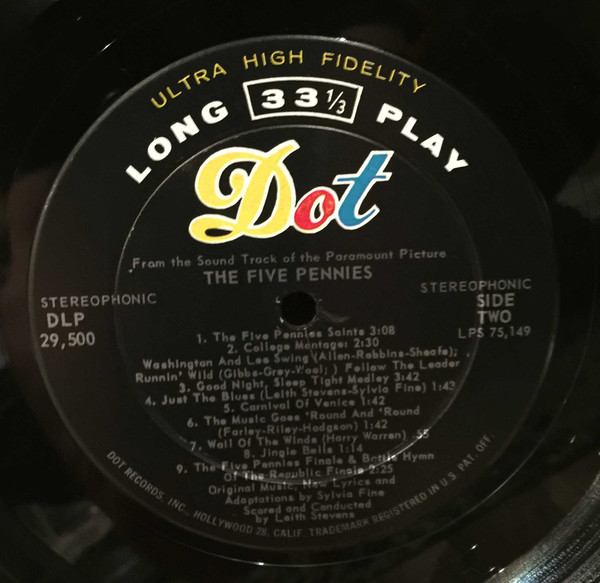 ULTRA HIGH FIDELITY
LONG 33 1/3 PLAY
Dot
From the Sound Track of the Paramount Picture
THE FIVE PENNIES
STEREOPHONIC
DLP
29,500
STEREOPHONIC
SIDE
TWO
LPS 75,149
1. The Five Pennies Saints 3:08
2. College Montage: 2:30
Washington And Lee Swing (Allen-Robbins-Sheafe);
Runnin' Wild (Gibbs-Grey-Wool; ) Follow The Leader
3. Good Night, Sleep Tight Medley 3:42
4. Just The Blues (Leith Stevens-Sylvia Fine) 1:42
5. Carnival Of Venice 1:42
6. The Music Goes 'Round And 'Round
(Farley-Riley-Hodgson) 1:42
7. Wail Of The Winds (Harry Warren) :55
8. Jingle Bells 1:14
9. The Five Pennies Finale & Battle Hymn
Of The Republic Finale 2:25
Original Music, New Lyrics and
Adaptations by Sylvia Fine
Scored and Conducted
by Leith Stevens
DOT RECORDS, INC., HOLLYWOOD 28, CALIF. TRADEMARK REGISTERED IN U.S. PAT. OFF.